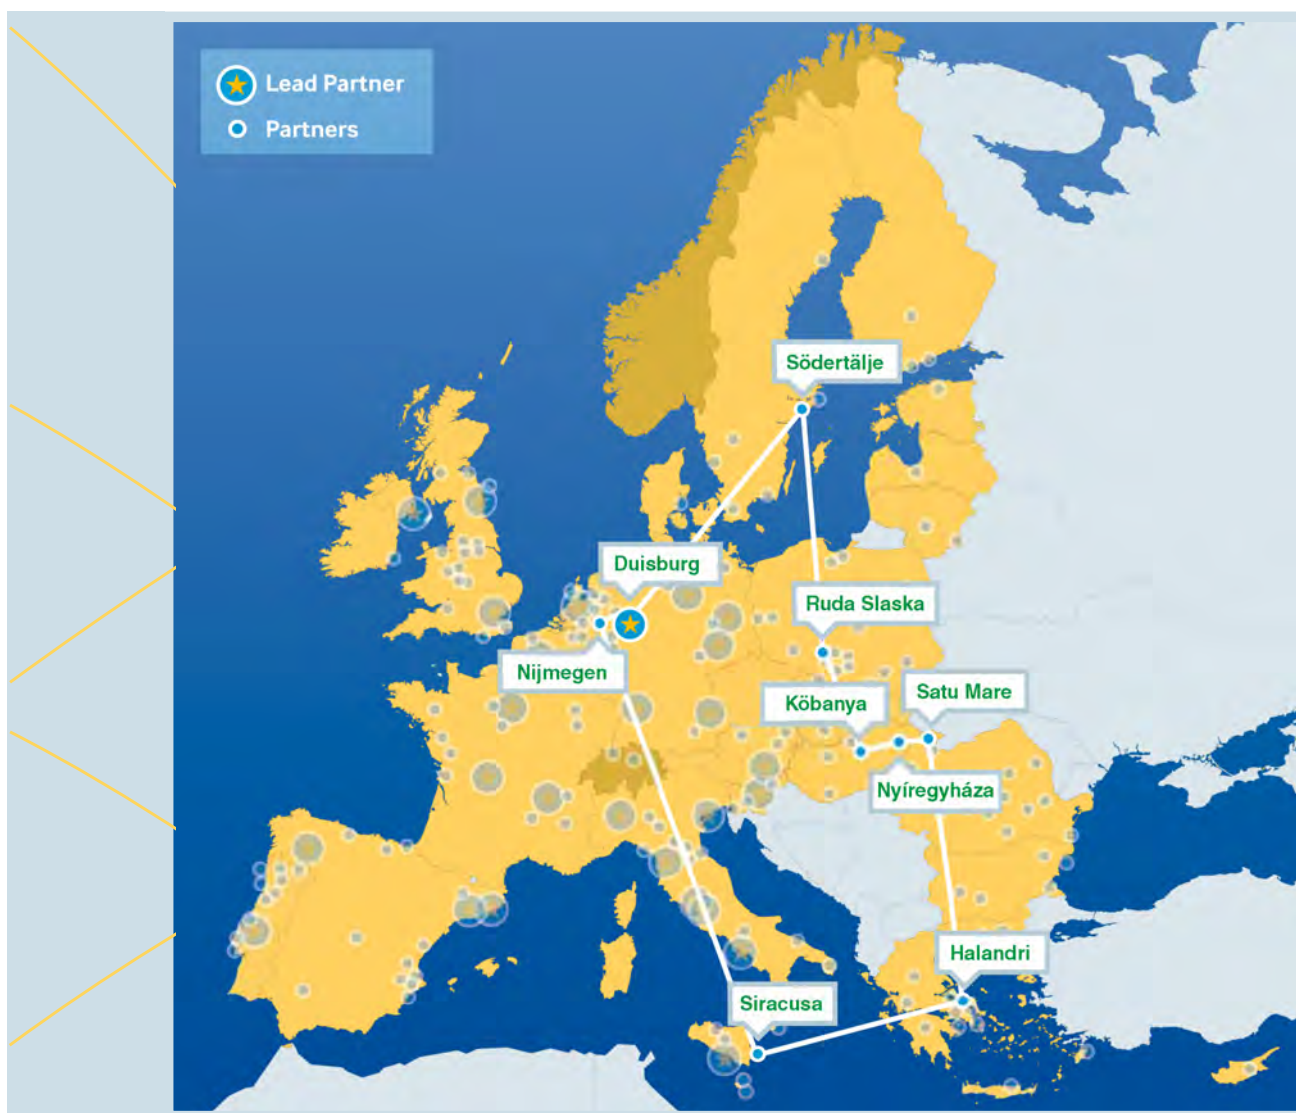 Lead Partner
Partners
Södertälje
Duisburg
Ruda Slaska
Nijmegen
Satu Mare
Köbanya
Nyíregyháza
Halandri
Siracusa